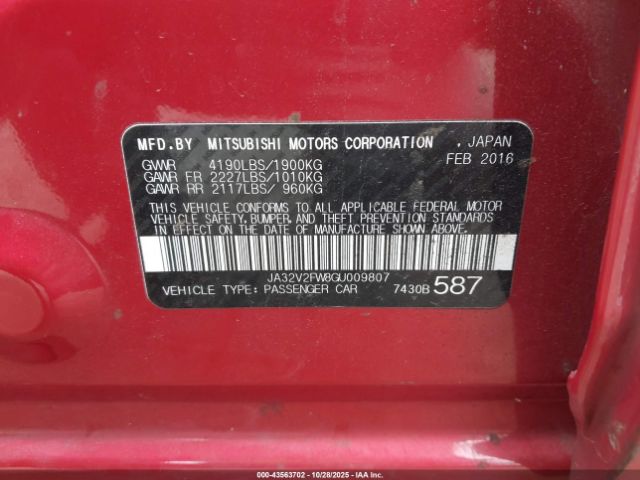 MFD.BY MITSUBISHI MOTORS CORPORATION , JAPAN
GVWR 4190LBS/1900KG FEB 2016
GAWR FR 2227LBS/1010KG
GAWR RR 2117LBS/ 960KG
THIS VEHICLE CONFORMS TO ALL APPLICABLE FEDERAL MOTOR
VEHICLE SAFETY, BUMPER, AND THEFT PREVENTION STANDARDS
IN EFFECT ON THE DATE OF MANUFACTURE SHOWN ABOVE.
JA32V2FW8GU009807
VEHICLE TYPE: PASSENGER CAR 7430B 587
000-43563702 - 10/28/2025 - IAAI - Copart